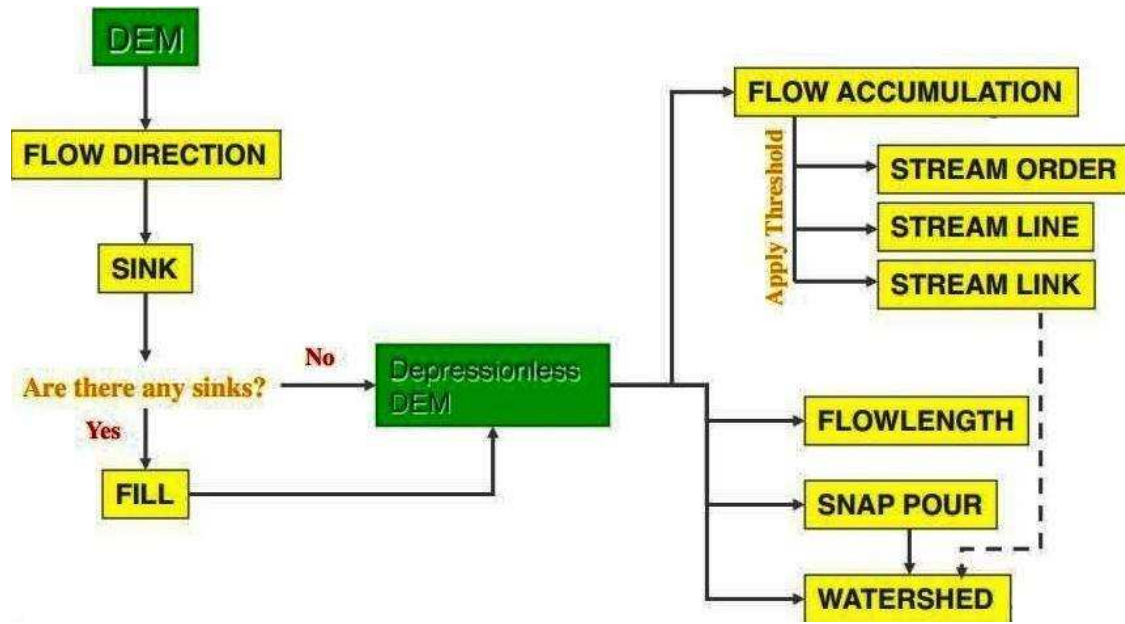 DEM
FLOW DIRECTION
SINK
Are there any sinks?
No
Yes
FILL
Depressionless
DEM
FLOW ACCUMULATION
Apply Threshold
STREAM ORDER
STREAM LINE
STREAM LINK
FLOWLENGTH
SNAP POUR
WATERSHED